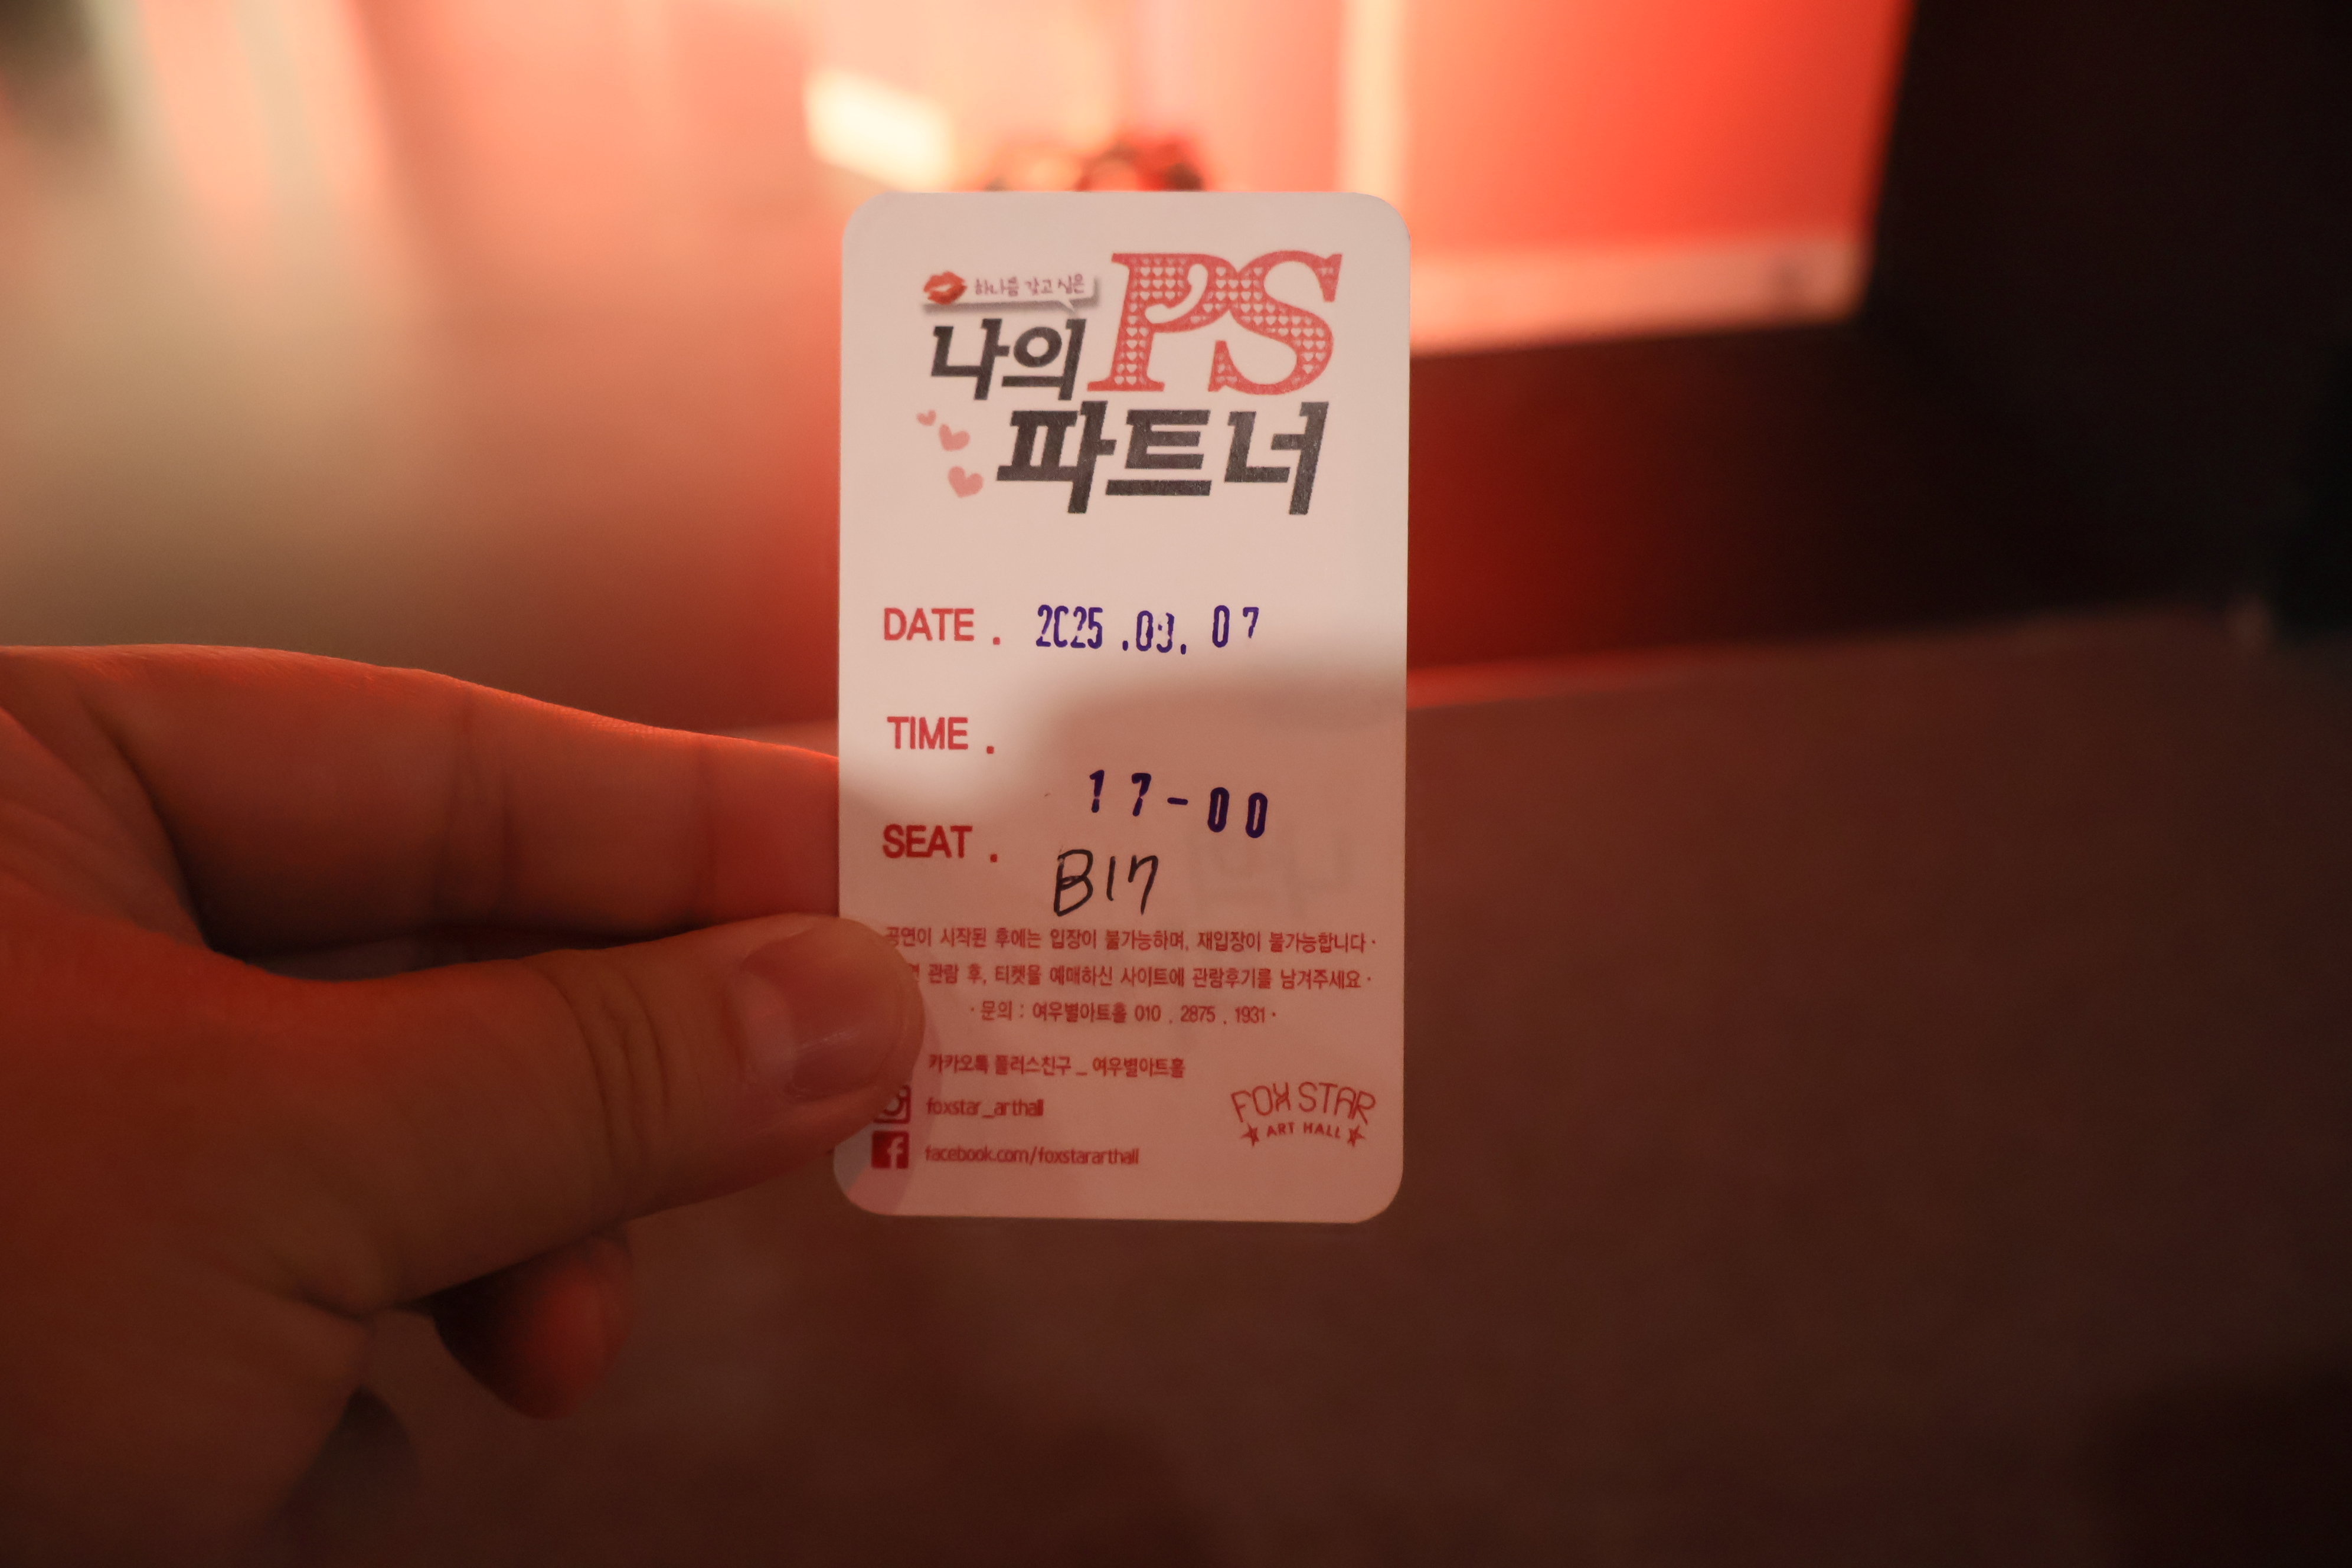 하나를 갖고 싶은
나의 P'S
파트너
DATE . 2025 .09. 07
TIME .
17-00
SEAT . B17
공연이 시작된 후에는 입장이 불가능하며, 재입장이 불가능합니다 ·
관람 후, 티켓을 예매하신 사이트에 관람후기를 남겨주세요 ·
· 문의 : 여우별아트홀 010 . 2875 . 1931 ·
카카오톡 플러스친구 _ 여우별아트홀
foxstar_arthall
facebook.com/foxstararthall
FOX STAR
ART HALL